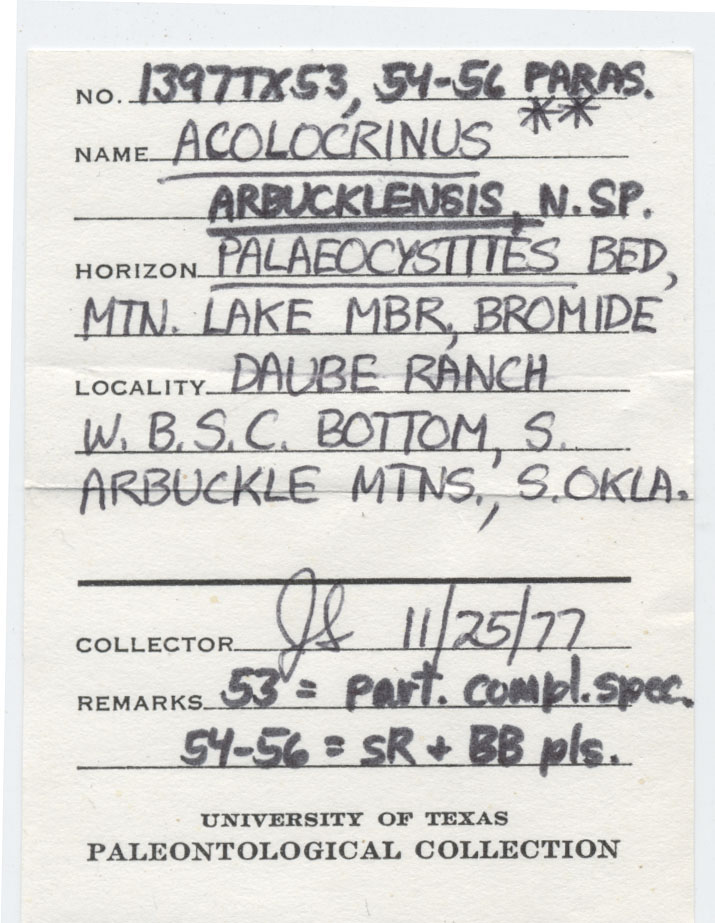 NO. 1397TX53, 54-56 PARAS.
**
NAME ACOLOCRINUS
ARBUCKLENSIS, N. SP.
HORIZON PALAEOCYSTITES BED,
MTN. LAKE MBR, BROMIDE
LOCALITY DAUBE RANCH
W. B. S. C. BOTTOM, S.
ARBUCKLE MTNS., S. OKLA.
COLLECTOR JS 11/25/77
REMARKS 53 = part. compl. spec.
54-56 = SR + BB pls.
UNIVERSITY OF TEXAS
PALEONTOLOGICAL COLLECTION